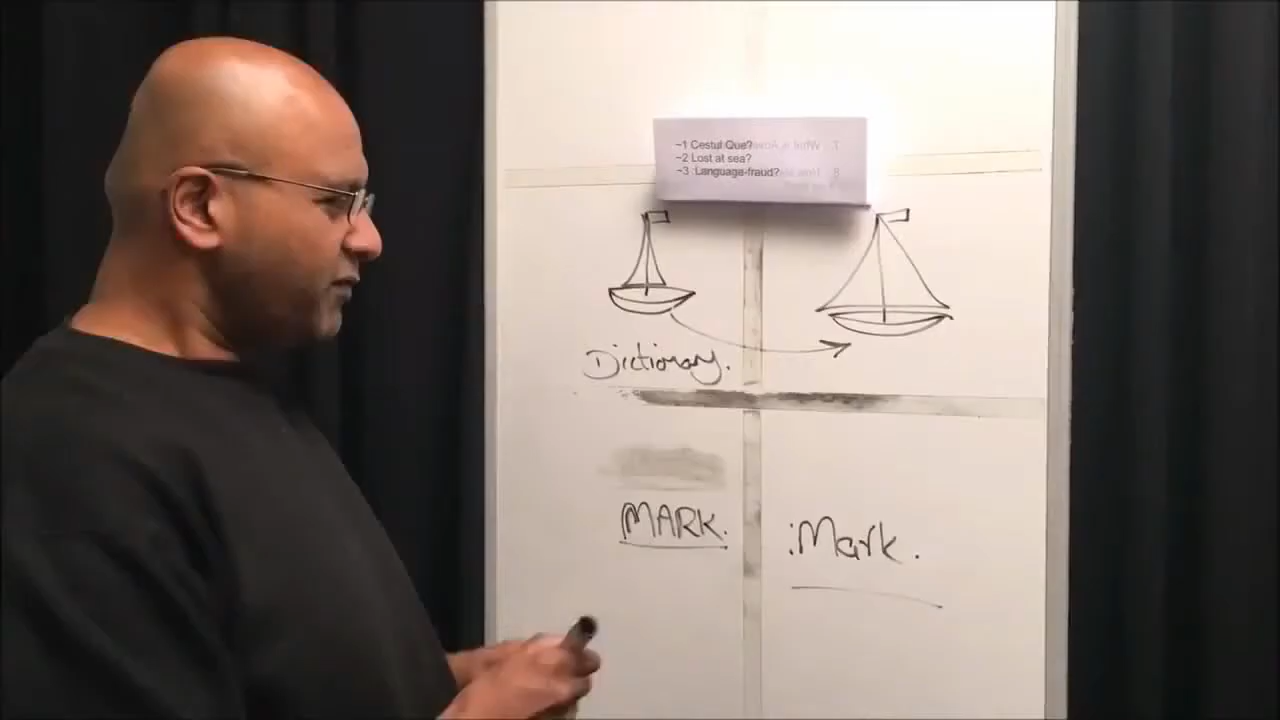 ~1 Cestui Que?
~2 Lost at sea?
~3 :Language-fraud?
Dictionary.
MARK.
:Mark.